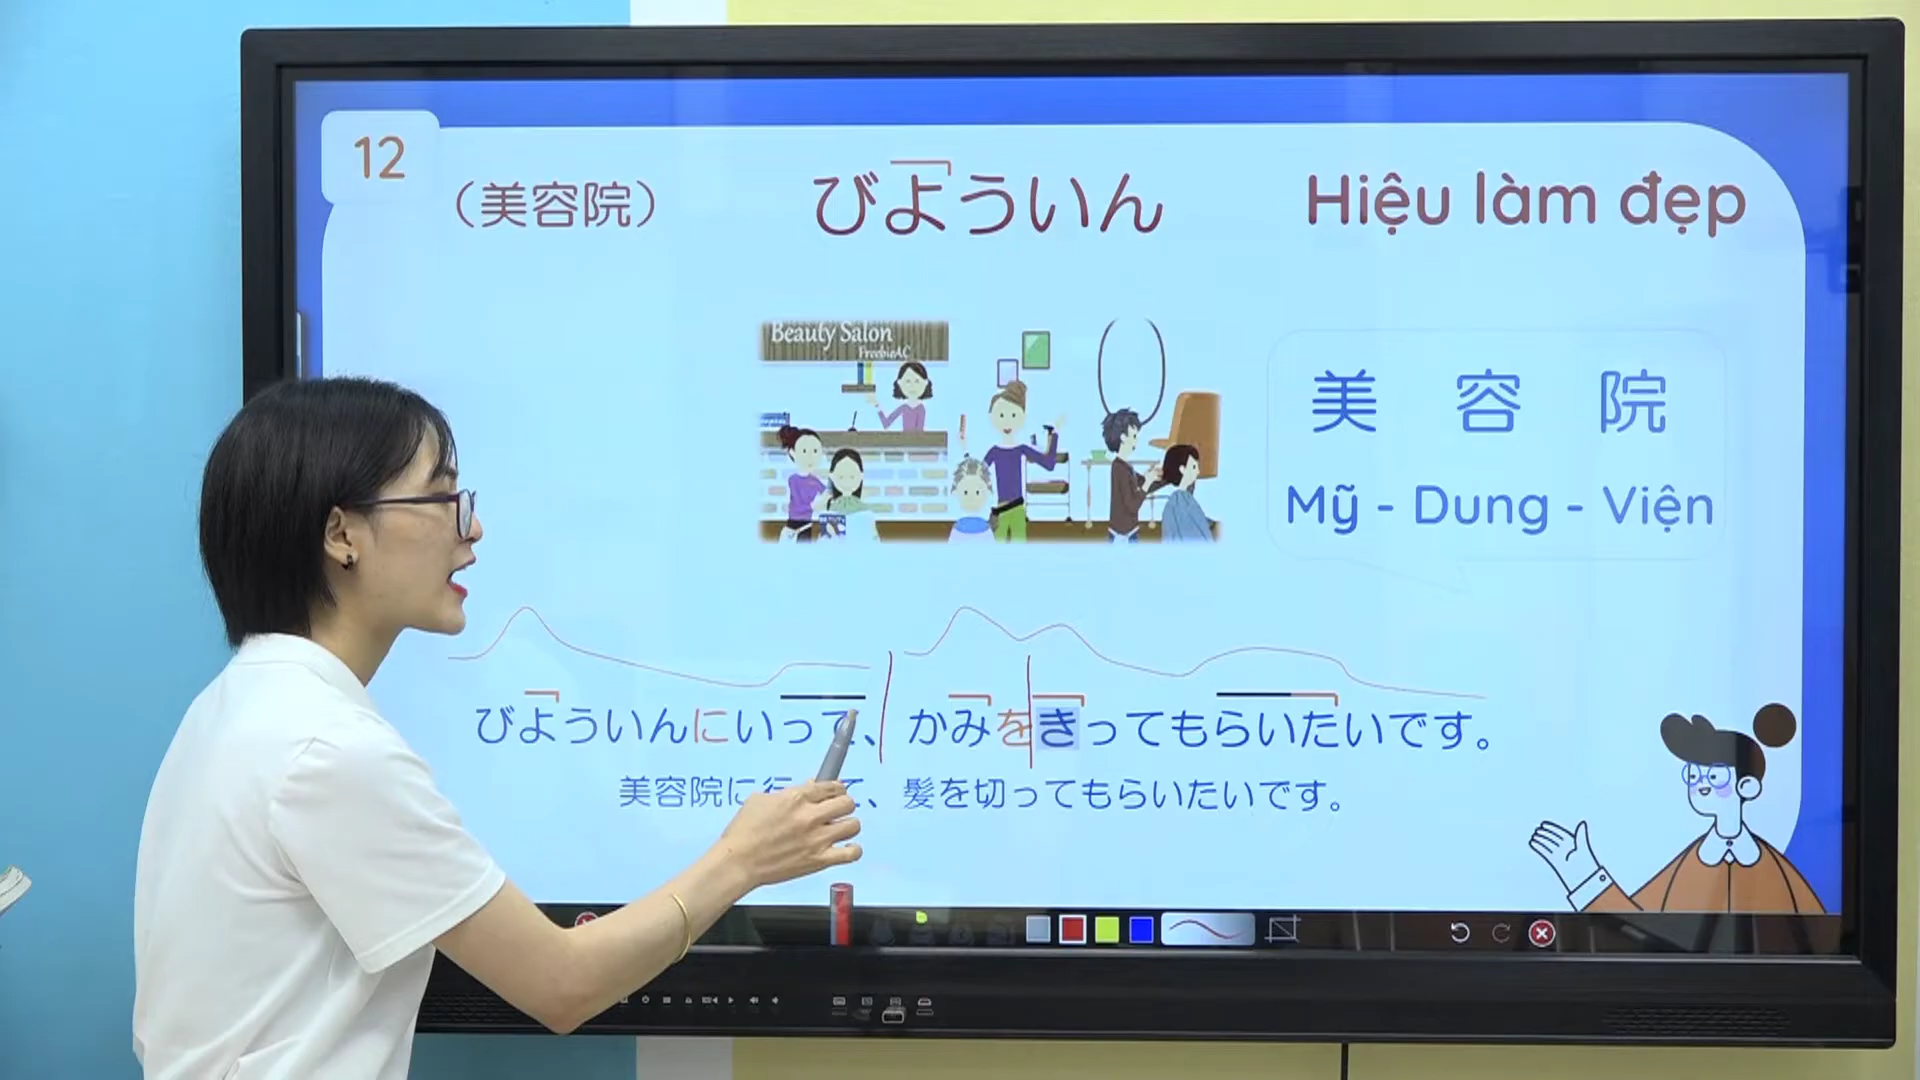 12
(美容院) びよういん Hiệu làm đẹp
Beauty Salon
FreebieAC
美 容 院
Mỹ - Dung - Viện
びよういんにいって、かみをきってもらいたいです。
美容院に行って、髪を切ってもらいたいです。